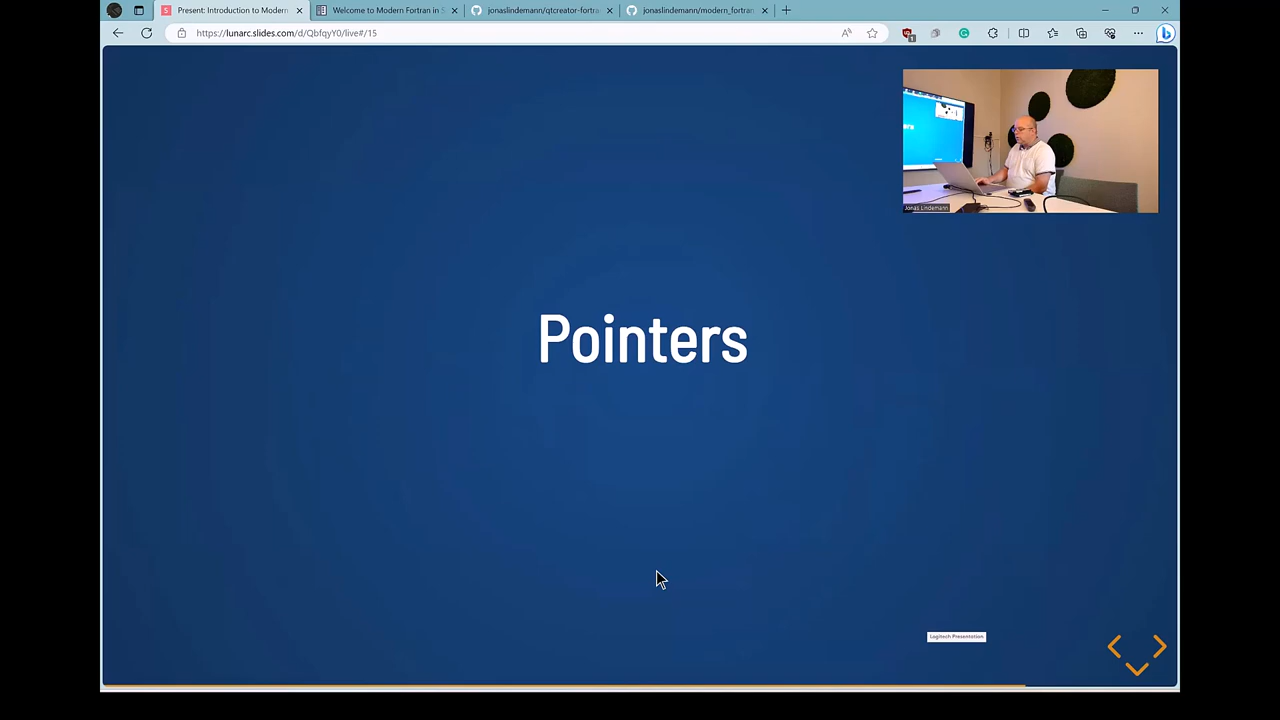 Present: Introduction to Modern
Welcome to Modern Fortran in S
jonaslindemann/qtcreator-fortra
jonaslindemann/modern_fortran
https://lunarc.slides.com/d/QbfqyY0/live#/15
Jonas Lindemann
Pointers
Logitech Presentation